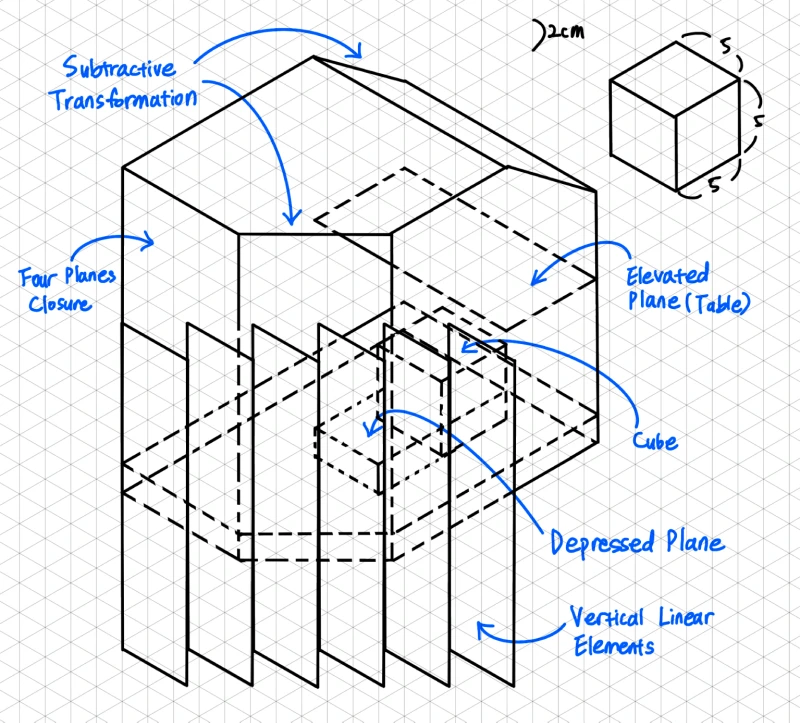 2cm
5
5
5
Subtractive
Transformation
Four Planes
Closure
Elevated
Plane (Table)
Cube
Depressed Plane
Vertical Linear
Elements